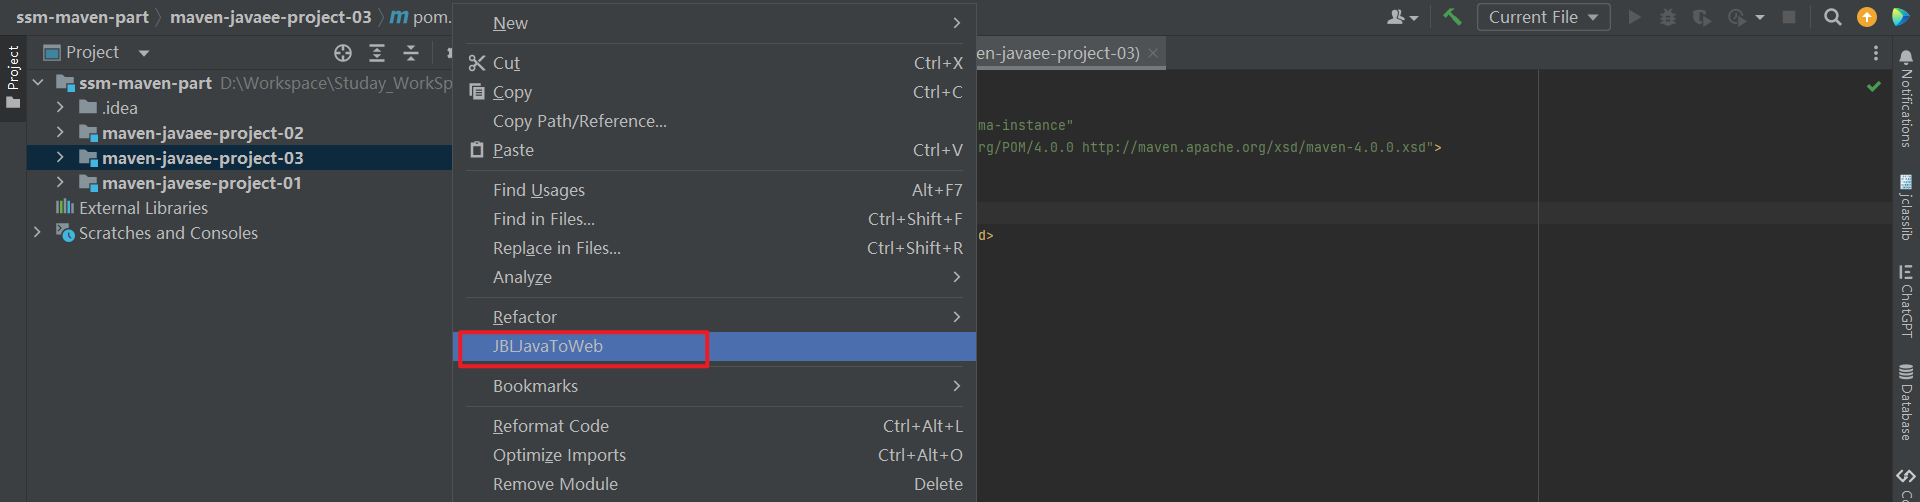 ssm-maven-part maven-javaee-project-03 pom.
Current File
Project
ssm-maven-part D:\Workspace\Studay_WorkSp
.idea
maven-javaee-project-02
maven-javaee-project-03
maven-javese-project-01
External Libraries
Scratches and Consoles
Project
New
Cut Ctrl+X
Copy Ctrl+C
Copy Path/Reference...
Paste Ctrl+V
Find Usages Alt+F7
Find in Files... Ctrl+Shift+F
Replace in Files... Ctrl+Shift+R
Analyze
Refactor
JBLJavaToWeb
Bookmarks
Reformat Code Ctrl+Alt+L
Optimize Imports Ctrl+Alt+O
Remove Module Delete
en-javaee-project-03)
ma-instance"
rg/POM/4.0.0 http://maven.apache.org/xsd/maven-4.0.0.xsd">
d>
Notifications
jclasslib
ChatGPT
Database